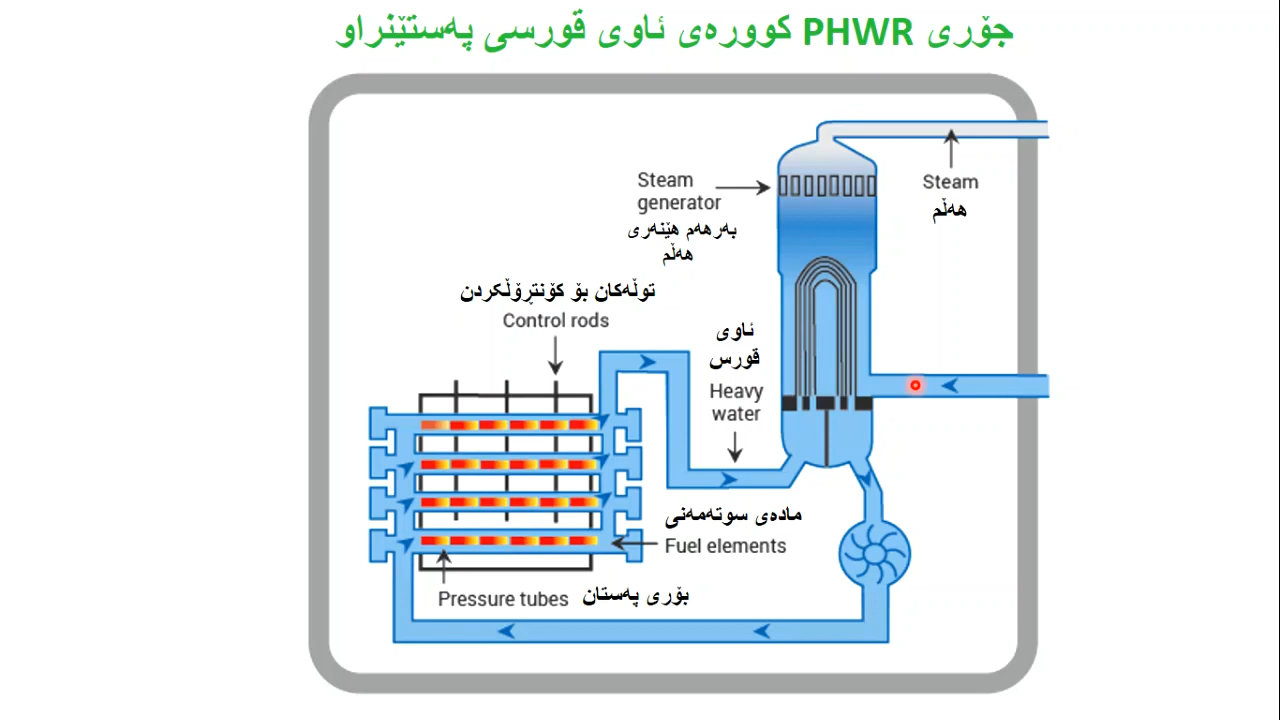 جۆری PHWR کوورەی ئاوی قورسی پەستێنراو
Steam
generator
بەرهەم هێنەری
هەڵم
Steam
هەڵم
تولەکان بۆ کۆنترۆڵکردن
Control rods
ئاوی
قورس
Heavy
water
مادەی سوتەمەنی
Fuel elements
Pressure tubes بۆری پەستان